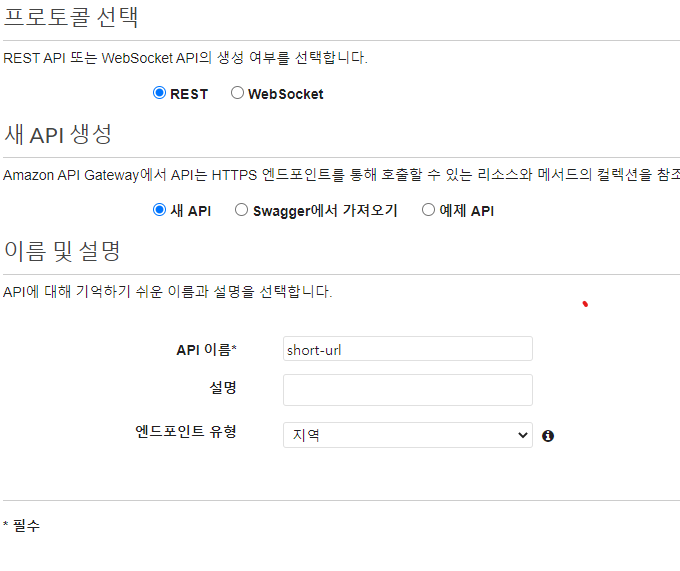 프로토콜 선택
REST API 또는 WebSocket API의 생성 여부를 선택합니다.
REST WebSocket
새 API 생성
Amazon API Gateway에서 API는 HTTPS 엔드포인트를 통해 호출할 수 있는 리소스와 메서드의 컬렉션을 참조
새 API Swagger에서 가져오기 예제 API
이름 및 설명
API에 대해 기억하기 쉬운 이름과 설명을 선택합니다.
API 이름* short-url
설명
엔드포인트 유형 지역
* 필수